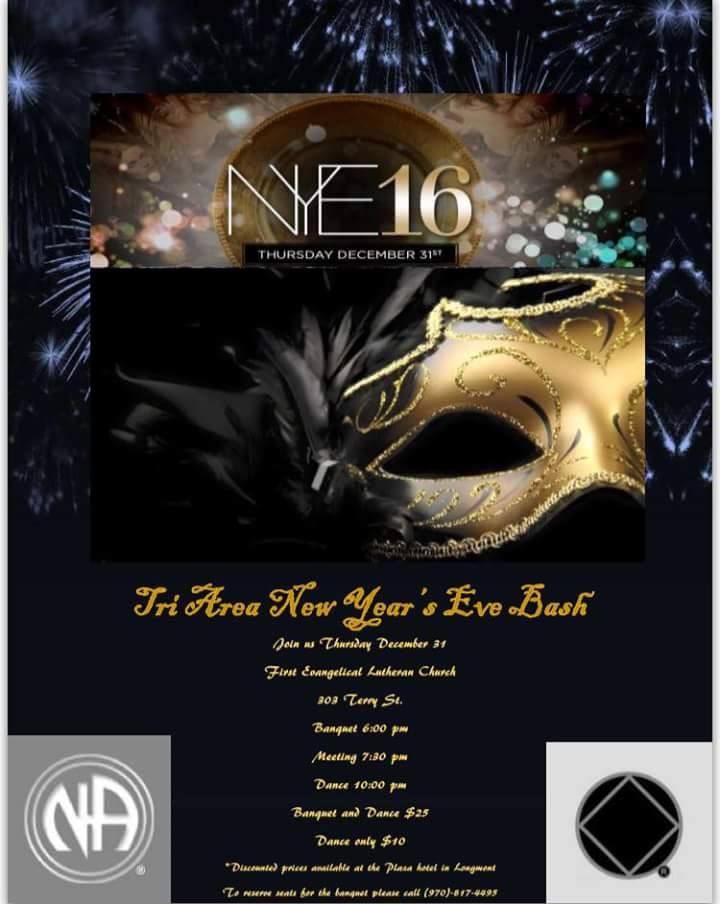 NYE16
THURSDAY DECEMBER 31ST
Tri Area New Year's Eve Bash
Join us Thursday December 31
First Evangelical Lutheran Church
303 Terry St.
Banquet 6:00 pm
Meeting 7:30 pm
Dance 10:00 pm
Banquet and Dance $25
Dance only $10
*Discounted prices available at the Plaza hotel in Longmont
To reserve seats for the banquet please call (970)-817-4495
NA®
®